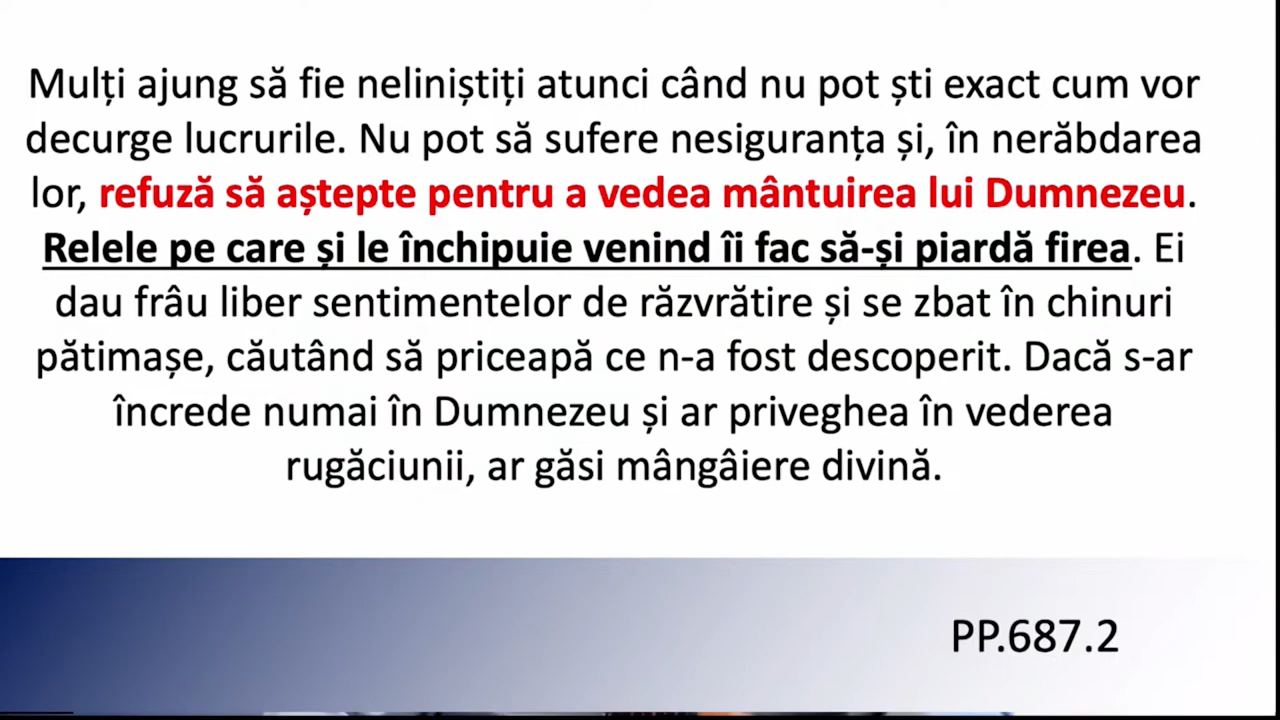 Mulți ajung să fie neliniștiți atunci când nu pot ști exact cum vor
decurge lucrurile. Nu pot să sufere nesiguranța și, în nerăbdarea
lor, refuză să aștepte pentru a vedea mântuirea lui Dumnezeu.
Relele pe care și le închipuie venind îi fac să-și piardă firea. Ei
dau frâu liber sentimentelor de răzvrătire și se zbat în chinuri
pătimașe, căutând să priceapă ce n-a fost descoperit. Dacă s-ar
încrede numai în Dumnezeu și ar priveghea în vederea
rugăciunii, ar găsi mângâiere divină.
PP.687.2